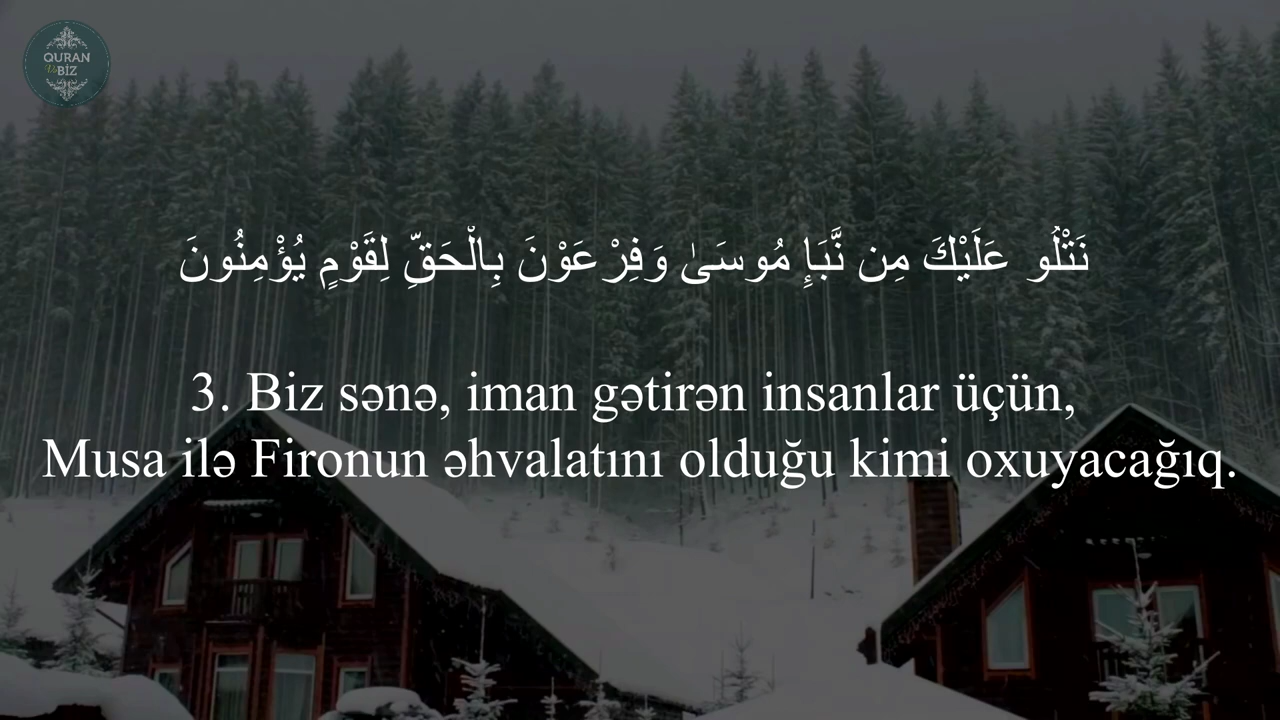 QURAN
Və BİZ
نَتْلُو عَلَيْكَ مِن نَّبَإِ مُوسَىٰ وَفِرْعَوْنَ بِالْحَقِّ لِقَوْمٍ يُؤْمِنُونَ
3. Biz sənə, iman gətirən insanlar üçün,
Musa ilə Fironun əhvalatını olduğu kimi oxuyacağıq.